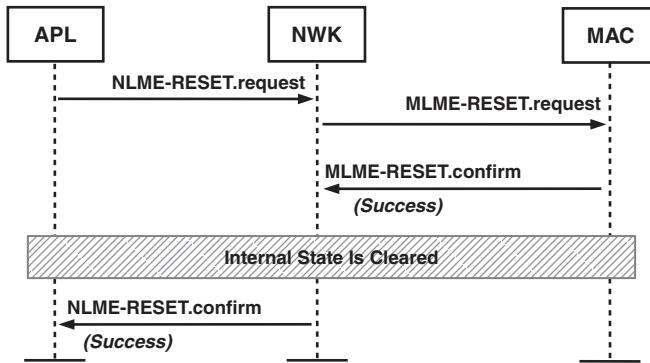 APL NWK MAC
NLME-RESET.request
MLME-RESET.request
MLME-RESET.confirm
(Success)
Internal State Is Cleared
NLME-RESET.confirm
(Success)